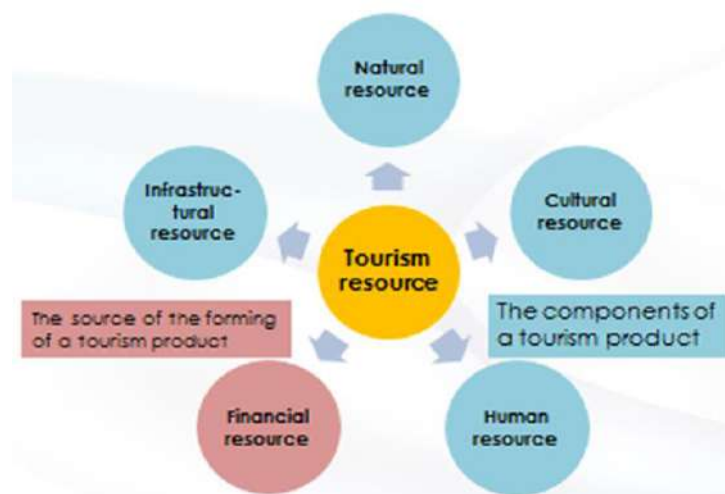 Natural
resource
Infrastruc-
tural
resource
Cultural
resource
Tourism
resource
The source of the forming
of a tourism product
The components of
a tourism product
Financial
resource
Human
resource